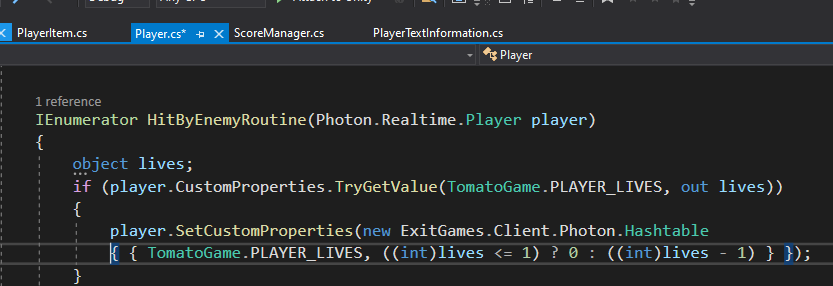 PlayerItem.cs Player.cs* ScoreManager.cs PlayerTextInformation.cs
Player
1 reference
IEnumerator HitByEnemyRoutine(Photon.Realtime.Player player)
{
object lives;
if (player.CustomProperties.TryGetValue(TomatoGame.PLAYER_LIVES, out lives))
{
player.SetCustomProperties(new ExitGames.Client.Photon.Hashtable
{ { TomatoGame.PLAYER_LIVES, ((int)lives <= 1) ? 0 : ((int)lives - 1) } });
}